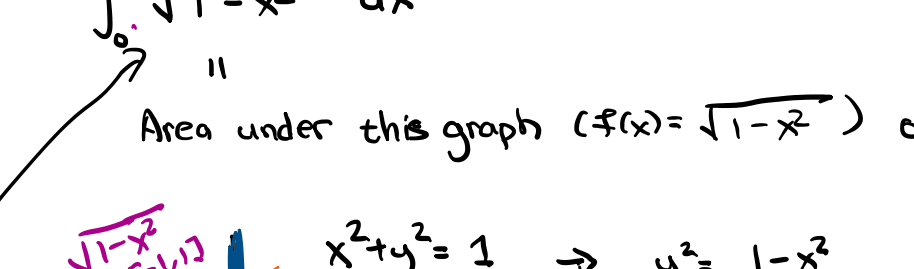 ∫₀ √1-x² dx
=
Area under this graph (f(x)=√1-x²)
√1-x²
x²+y²=1 → y²=1-x²